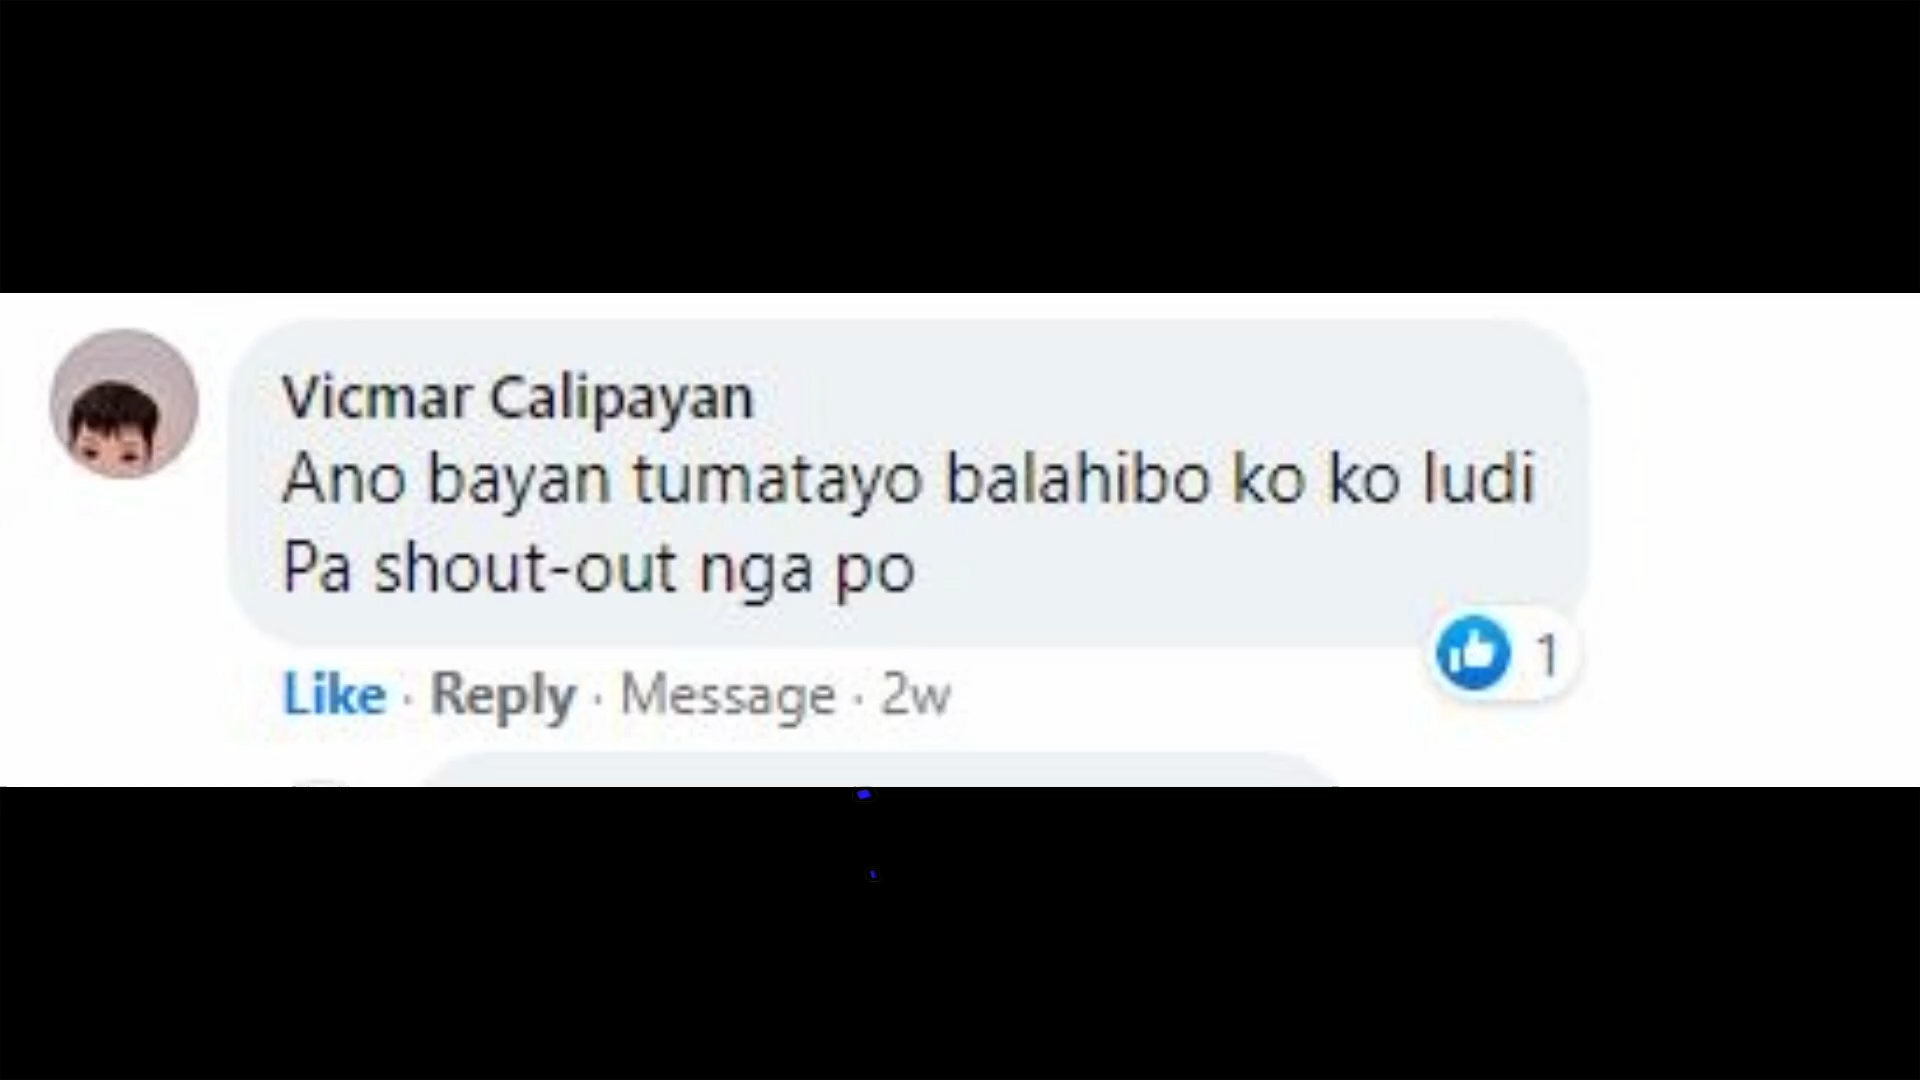 Vicmar Calipayan
Ano bayan tumatayo balahibo ko ko ludi
Pa shout-out nga po
1
Like · Reply · Message · 2w